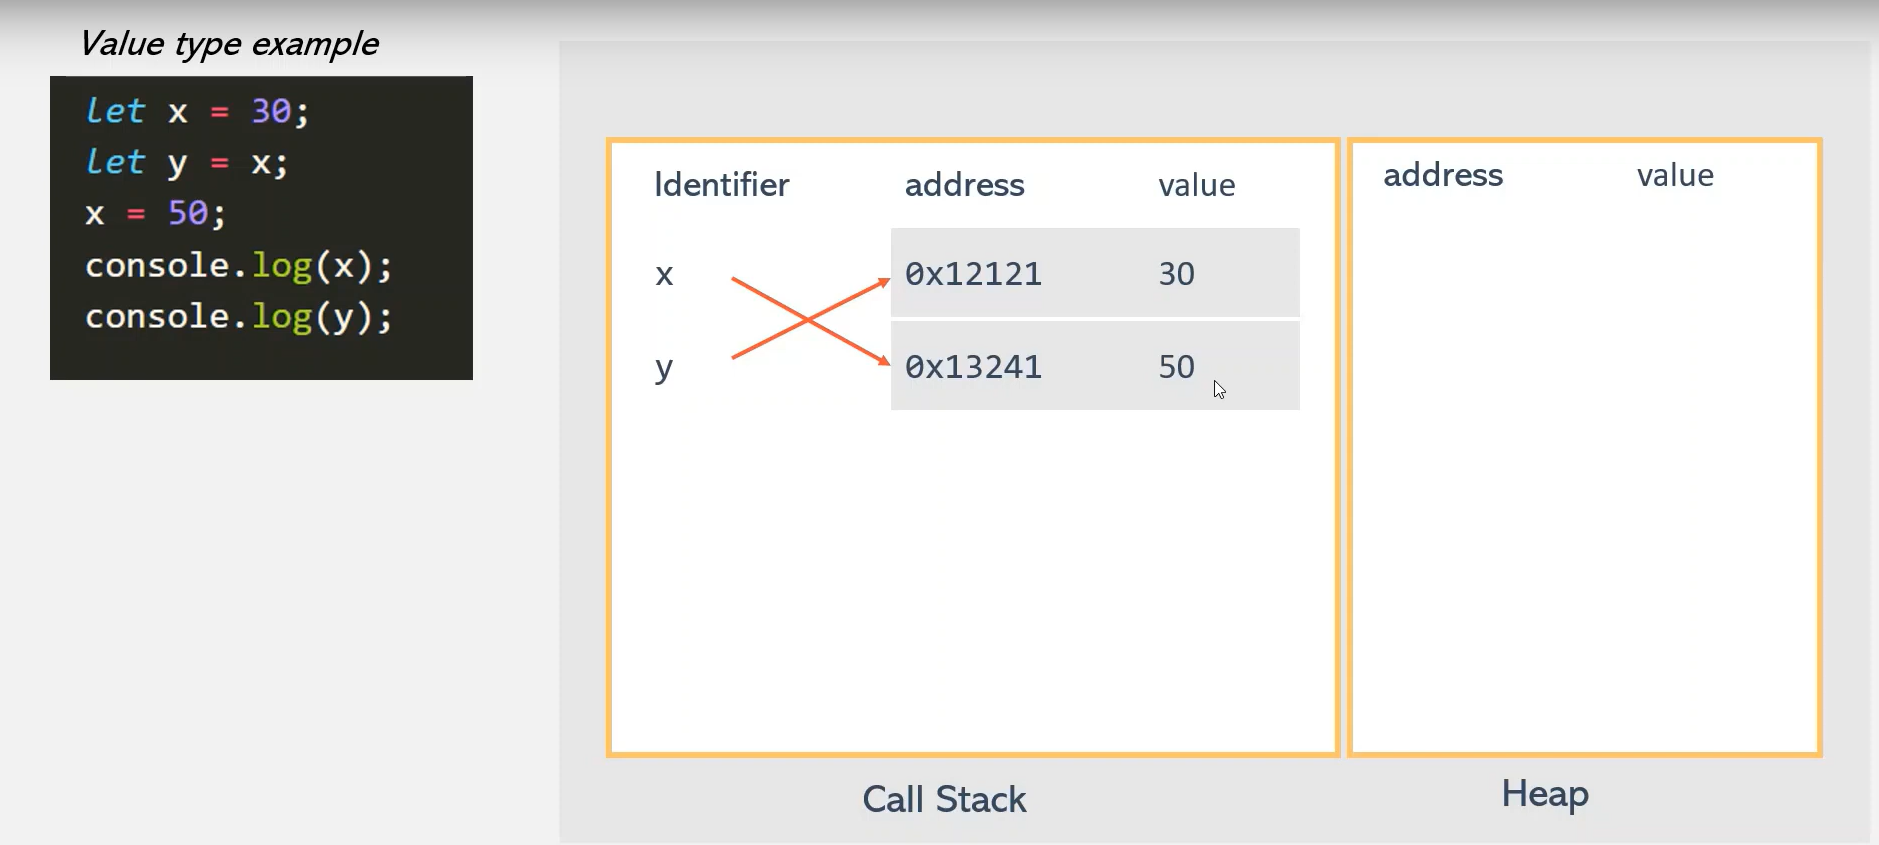 Value type example
let x = 30;
let y = x;
x = 50;
console.log(x);
console.log(y);
Identifier address value
x 0x12121 30
y 0x13241 50
Call Stack
address value
Heap